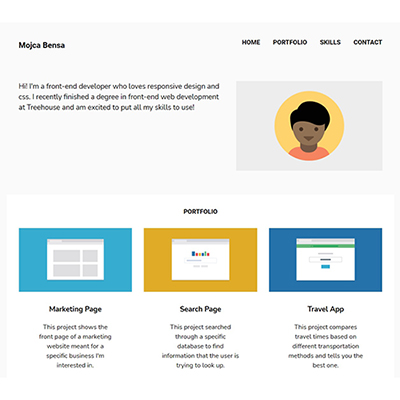 Mojca Bensa
HOME PORTFOLIO SKILLS CONTACT
Hi! I'm a front-end developer who loves responsive design and
css. I recently finished a degree in front-end web development
at Treehouse and am excited to put all my skills to use!
PORTFOLIO
Marketing Page
This project shows the
front page of a marketing
website meant for a
specific business I'm
interested in.
Search Page
This project searched
through a specific
database to find
information that the user is
trying to look up.
Travel App
This project compares
travel times based on
different transportation
methods and tells you the
best one.